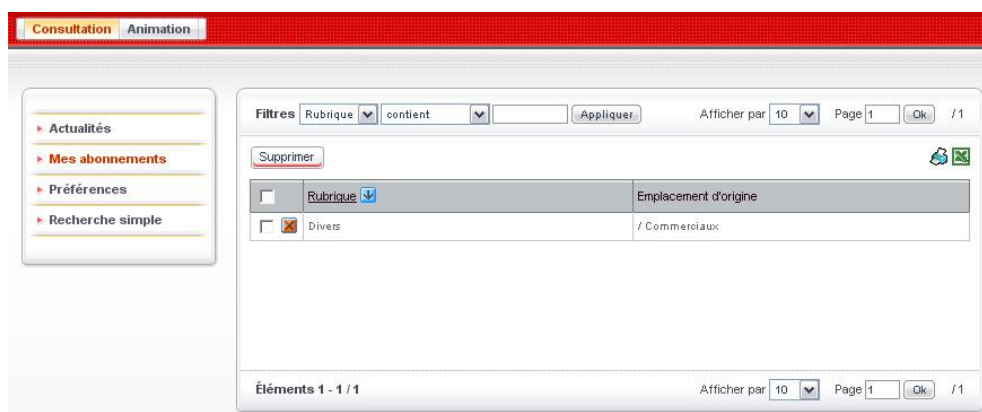 Consultation Animation
Actualités
Mes abonnements
Préférences
Recherche simple
Filtres Rubrique contient Appliquer Afficher par 10 Page 1 Ok / 1
Supprimer
Rubrique Emplacement d'origine
Divers / Commerciaux
Éléments 1 - 1 / 1 Afficher par 10 Page 1 Ok / 1